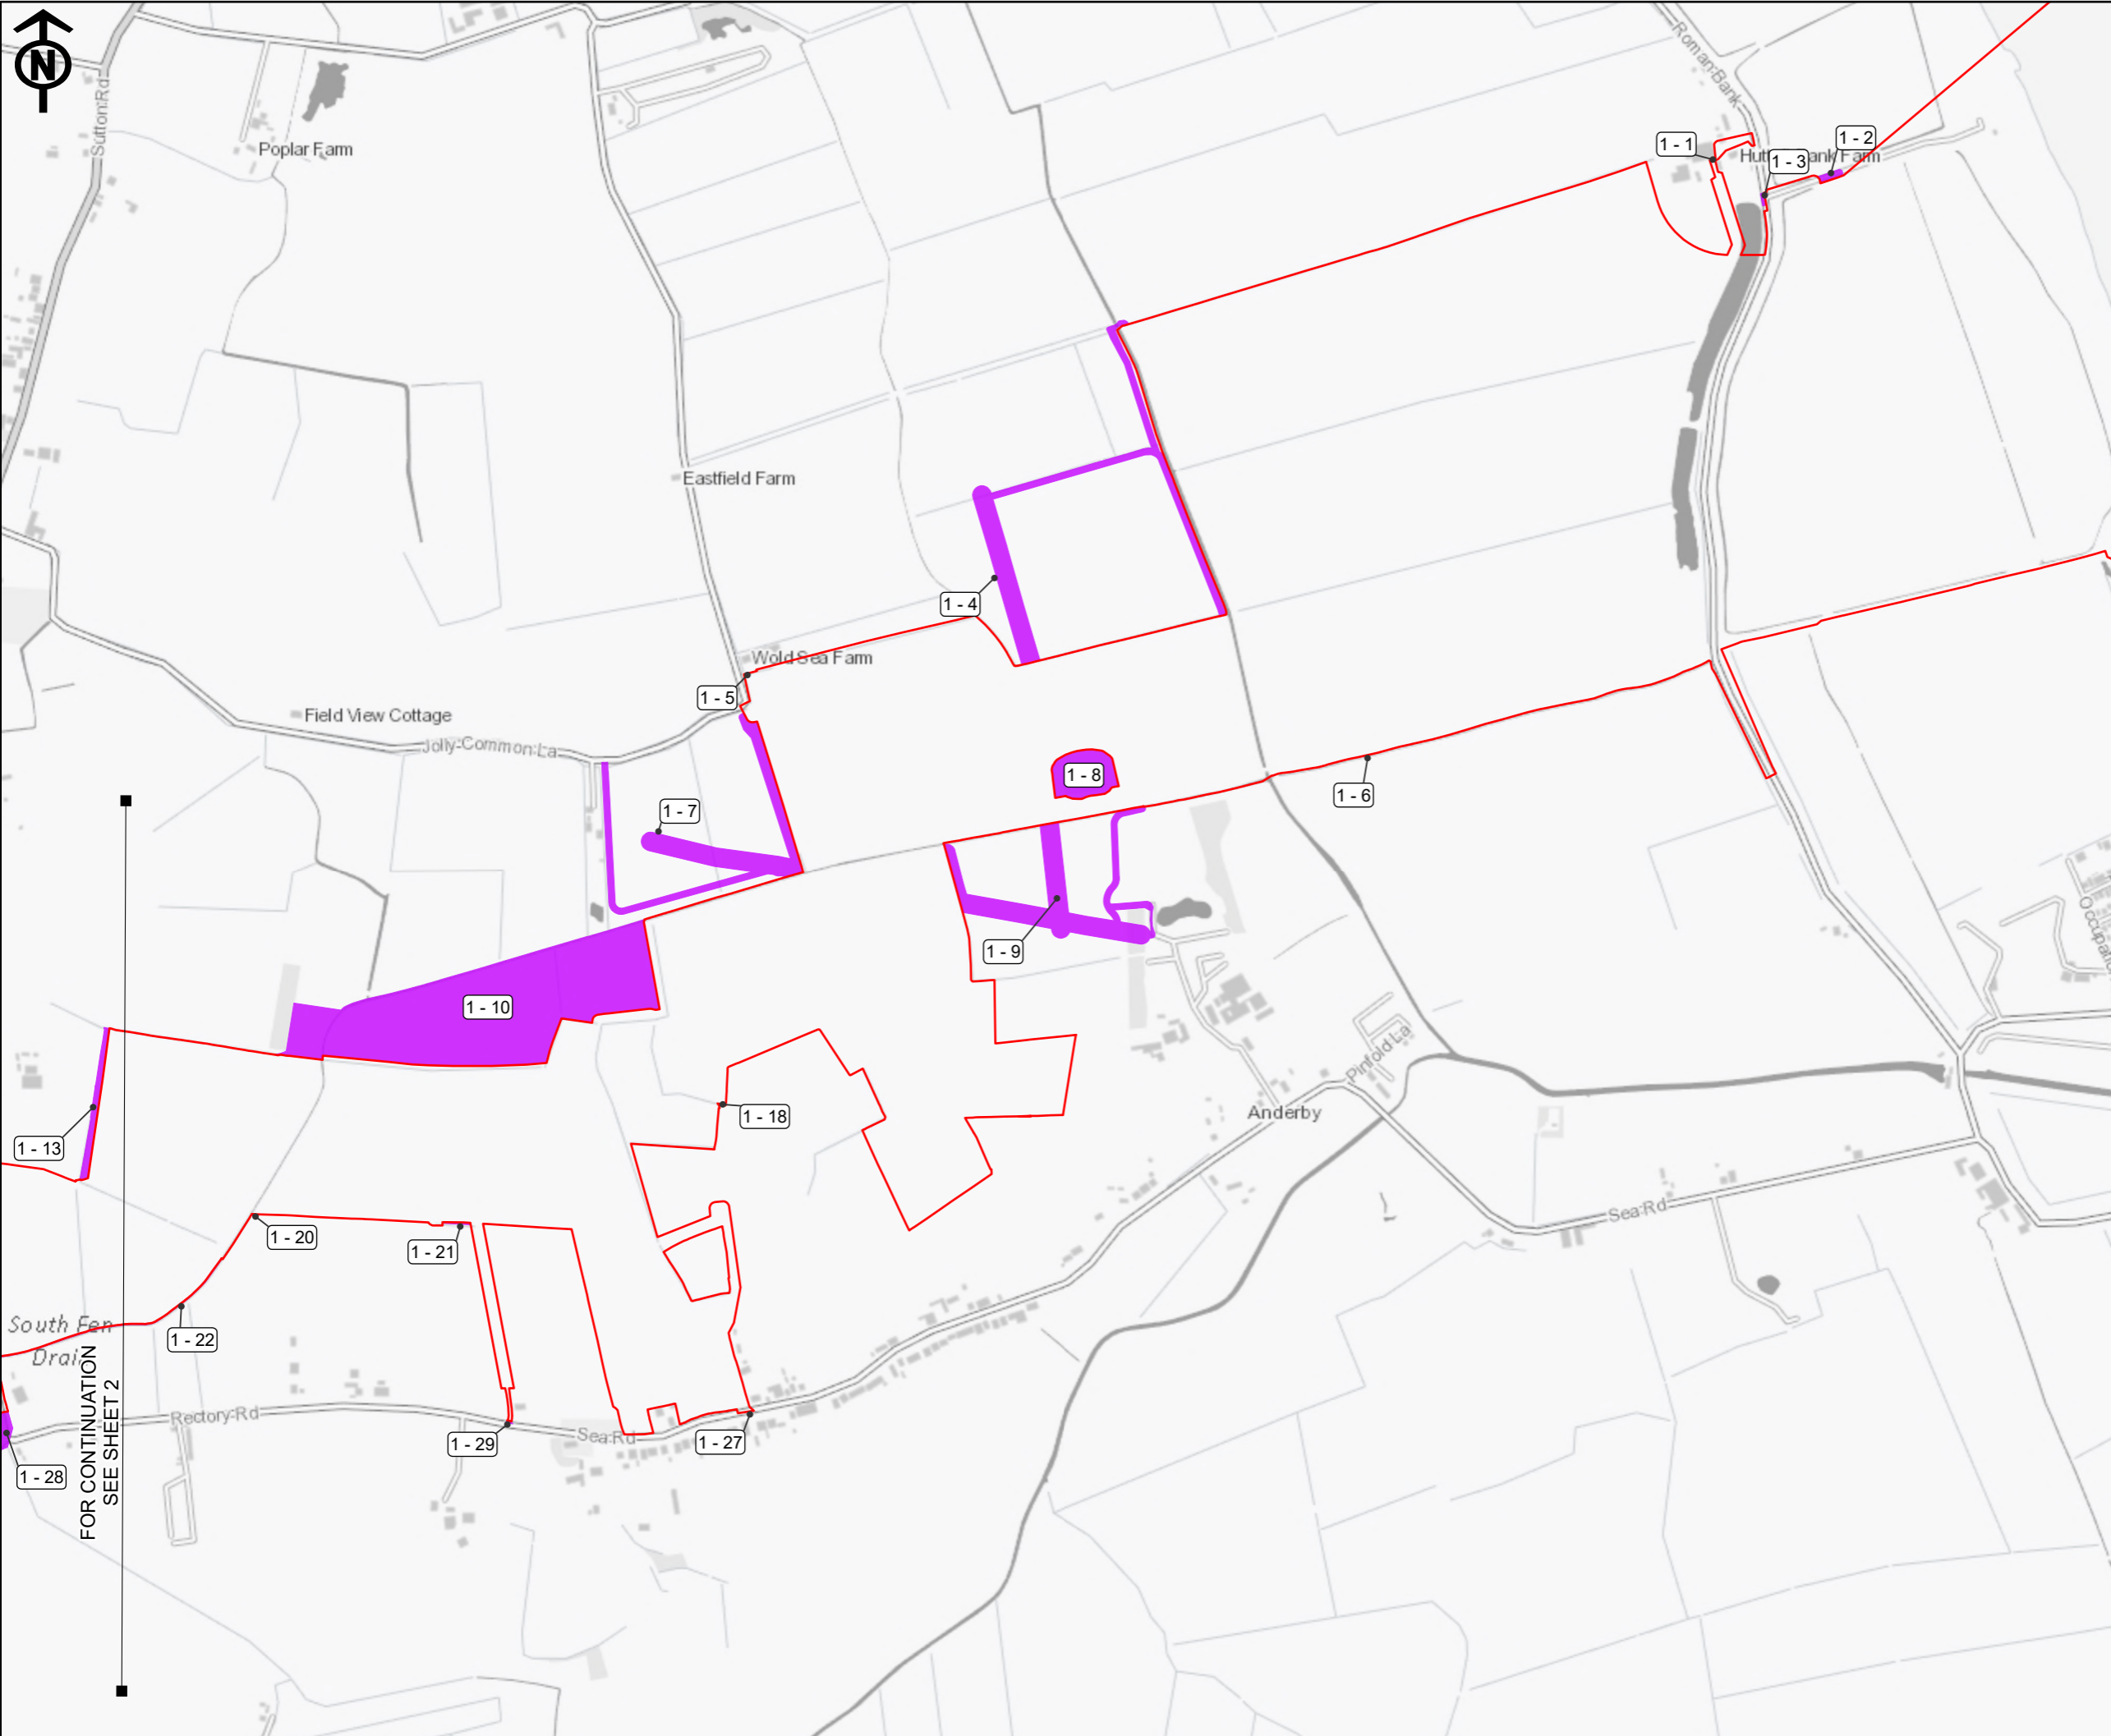 N
Roman Bank
Sutton Rd
Poplar Farm
1 - 1
1 - 2
1 - 3
Eastfield Farm
1 - 4
Wold Sea Farm
1 - 5
Field View Cottage
Jolly Common La
1 - 8
1 - 6
1 - 7
1 - 9
1 - 10
Pinfold La
Anderby
1 - 18
1 - 13
Sea Rd
1 - 20
1 - 21
South Fen
1 - 22
FOR CONTINUATION
SEE SHEET 2
Rectory Rd
Sea Rd
1 - 29
1 - 27
1 - 28